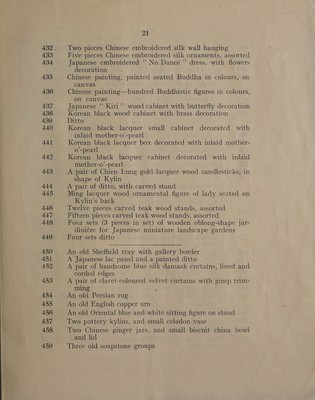 21
432 Two pieces Chinese embroidered silk wall hanging
433 Five pieces Chinese embroidered silk ornaments, assorted
434 Japanese embroidered " No Dance " dress, with flowers
decoration
435 Chinese painting, painted seated Buddha in colours, on
canvas
436 Chinese painting—hundred Buddhistic figures in colours,
on canvas
437 Japanese " Kiri " wood cabinet with butterfly decoration
438 Korean black wood cabinet with brass decoration
439 Ditto
440 Korean black lacquer small cabinet decorated with
inlaid mother-o'-pearl
441 Korean black lacquer box decorated with inlaid mother-
o'-pearl
442 Korean black lacquer cabinet decorated with inlaid
mother-o'-pearl
443 A pair of Chien Lung gold lacquer wood candlesticks, in
shape of Kylin
444 A pair of ditto, with carved stand
445 Ming lacquer wood ornamental figure of lady seated on
Kylin's back
446 Twelve pieces carved teak wood stands, assorted
447 Fifteen pieces carved teak wood stands, assorted
448 Four sets (3 pieces in set) of wooden oblong-shape jar-
dinière for Japanese miniature landscape gardens
449 Four sets ditto
450 An old Sheffield tray with gallery border
451 A Japanese lac panel and a painted ditto
452 A pair of handsome blue silk damask curtains, lined and
corded edges
453 A pair of claret-coloured velvet curtains with gimp trim-
ming
454 An old Persian rug
455 An old English copper urn
456 An old Oriental blue and white sitting figure on stand
457 Two pottery kylins, and small celadon vase
458 Two Chinese ginger jars, and small biscuit china bowl
and lid
459 Three old soapstone groups